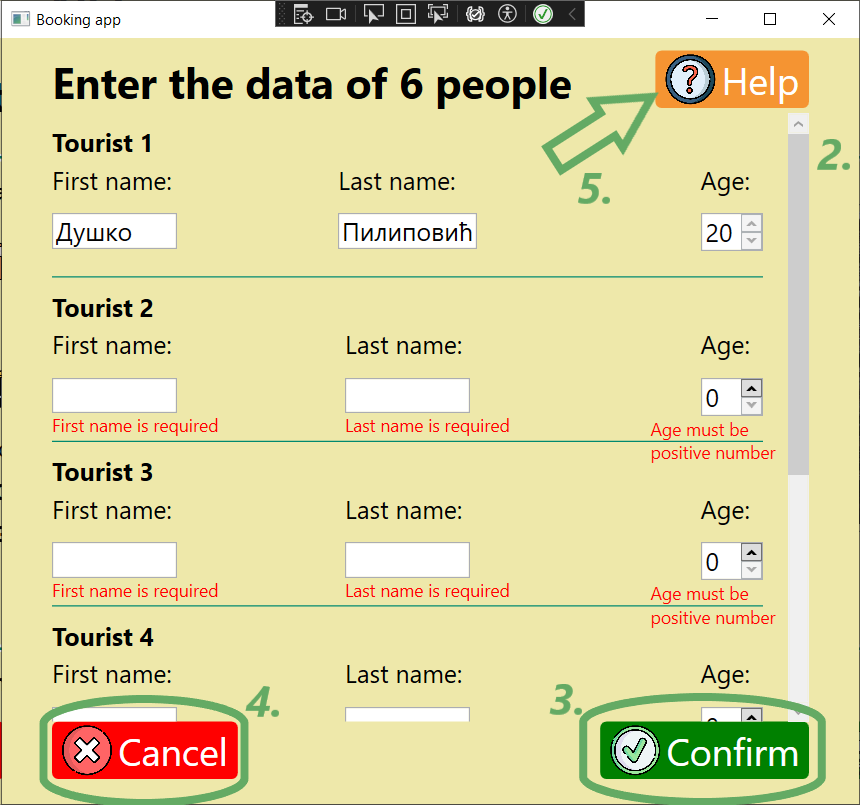 Booking app
Enter the data of 6 people
Help
2.
5.
Tourist 1
First name: Last name: Age:
Душко Пилиповић 20
Tourist 2
First name: Last name: Age:
0
First name is required Last name is required Age must be
positive number
Tourist 3
First name: Last name: Age:
0
First name is required Last name is required Age must be
positive number
Tourist 4
First name: Last name: Age:
4. 3.
Cancel Confirm